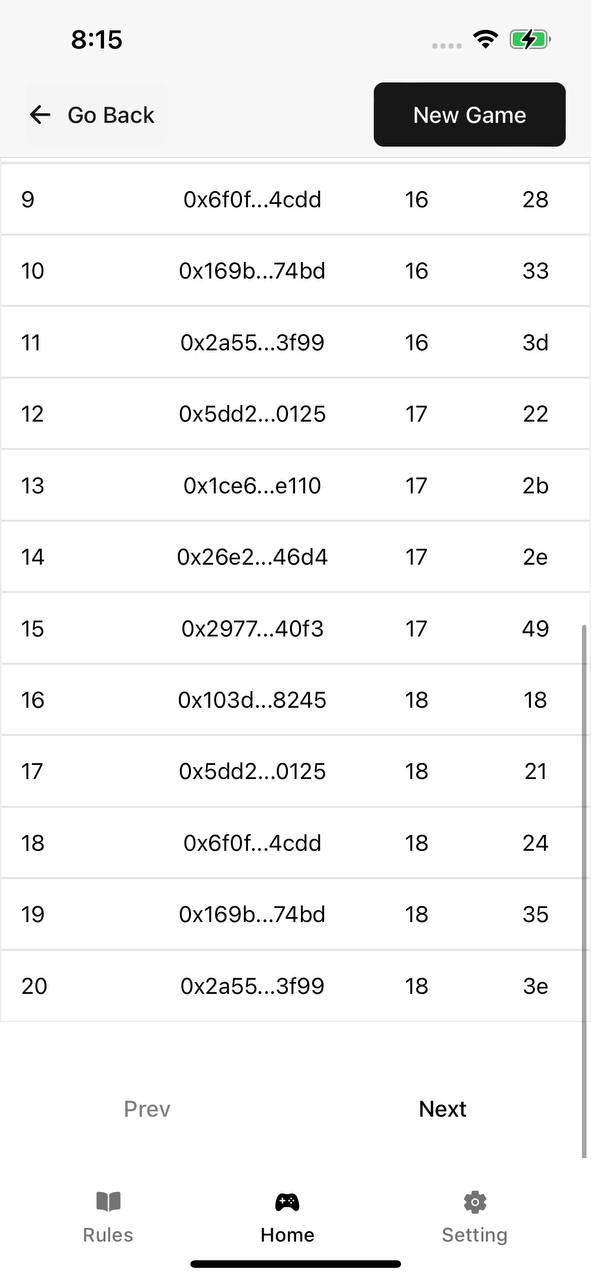 8:15
Go Back New Game
9 0x6f0f...4cdd 16 28
10 0x169b...74bd 16 33
11 0x2a55...3f99 16 3d
12 0x5dd2...0125 17 22
13 0x1ce6...e110 17 2b
14 0x26e2...46d4 17 2e
15 0x2977...40f3 17 49
16 0x103d...8245 18 18
17 0x5dd2...0125 18 21
18 0x6f0f...4cdd 18 24
19 0x169b...74bd 18 35
20 0x2a55...3f99 18 3e
Prev Next
Rules Home Setting